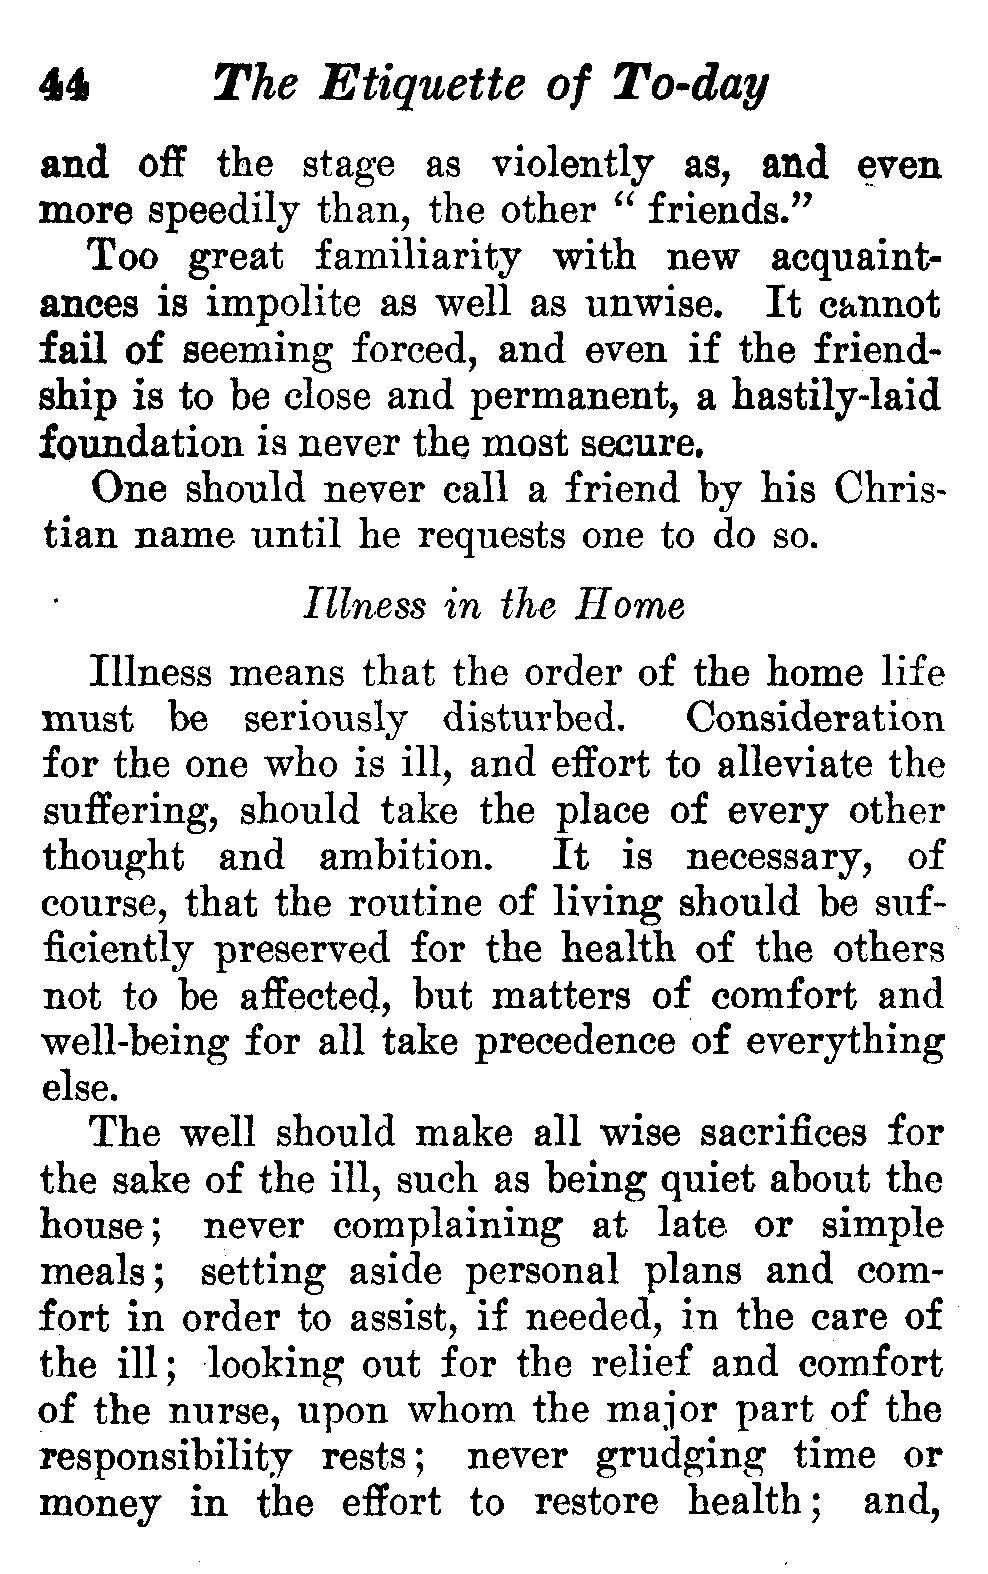 44 The Etiquette of To-day
and off the stage as violently as, and even
more speedily than, the other “ friends.”
Too great familiarity with new acquaint-
ances is impolite as well as unwise. It cannot
fail of seeming forced, and even if the friend-
ship is to be close and permanent, a hastily-laid
foundation is never the most secure.
One should never call a friend by his Chris-
tian name until he requests one to do so.
Illness in the Home
Illness means that the order of the home life
must be seriously disturbed. Consideration
for the one who is ill, and effort to alleviate the
suffering, should take the place of every other
thought and ambition. It is necessary, of
course, that the routine of living should be suf-
ficiently preserved for the health of the others
not to be affected, but matters of comfort and
well-being for all take precedence of everything
else.
The well should make all wise sacrifices for
the sake of the ill, such as being quiet about the
house; never complaining at late or simple
meals; setting aside personal plans and com-
fort in order to assist, if needed, in the care of
the ill; looking out for the relief and comfort
of the nurse, upon whom the major part of the
responsibility rests; never grudging time or
money in the effort to restore health; and,